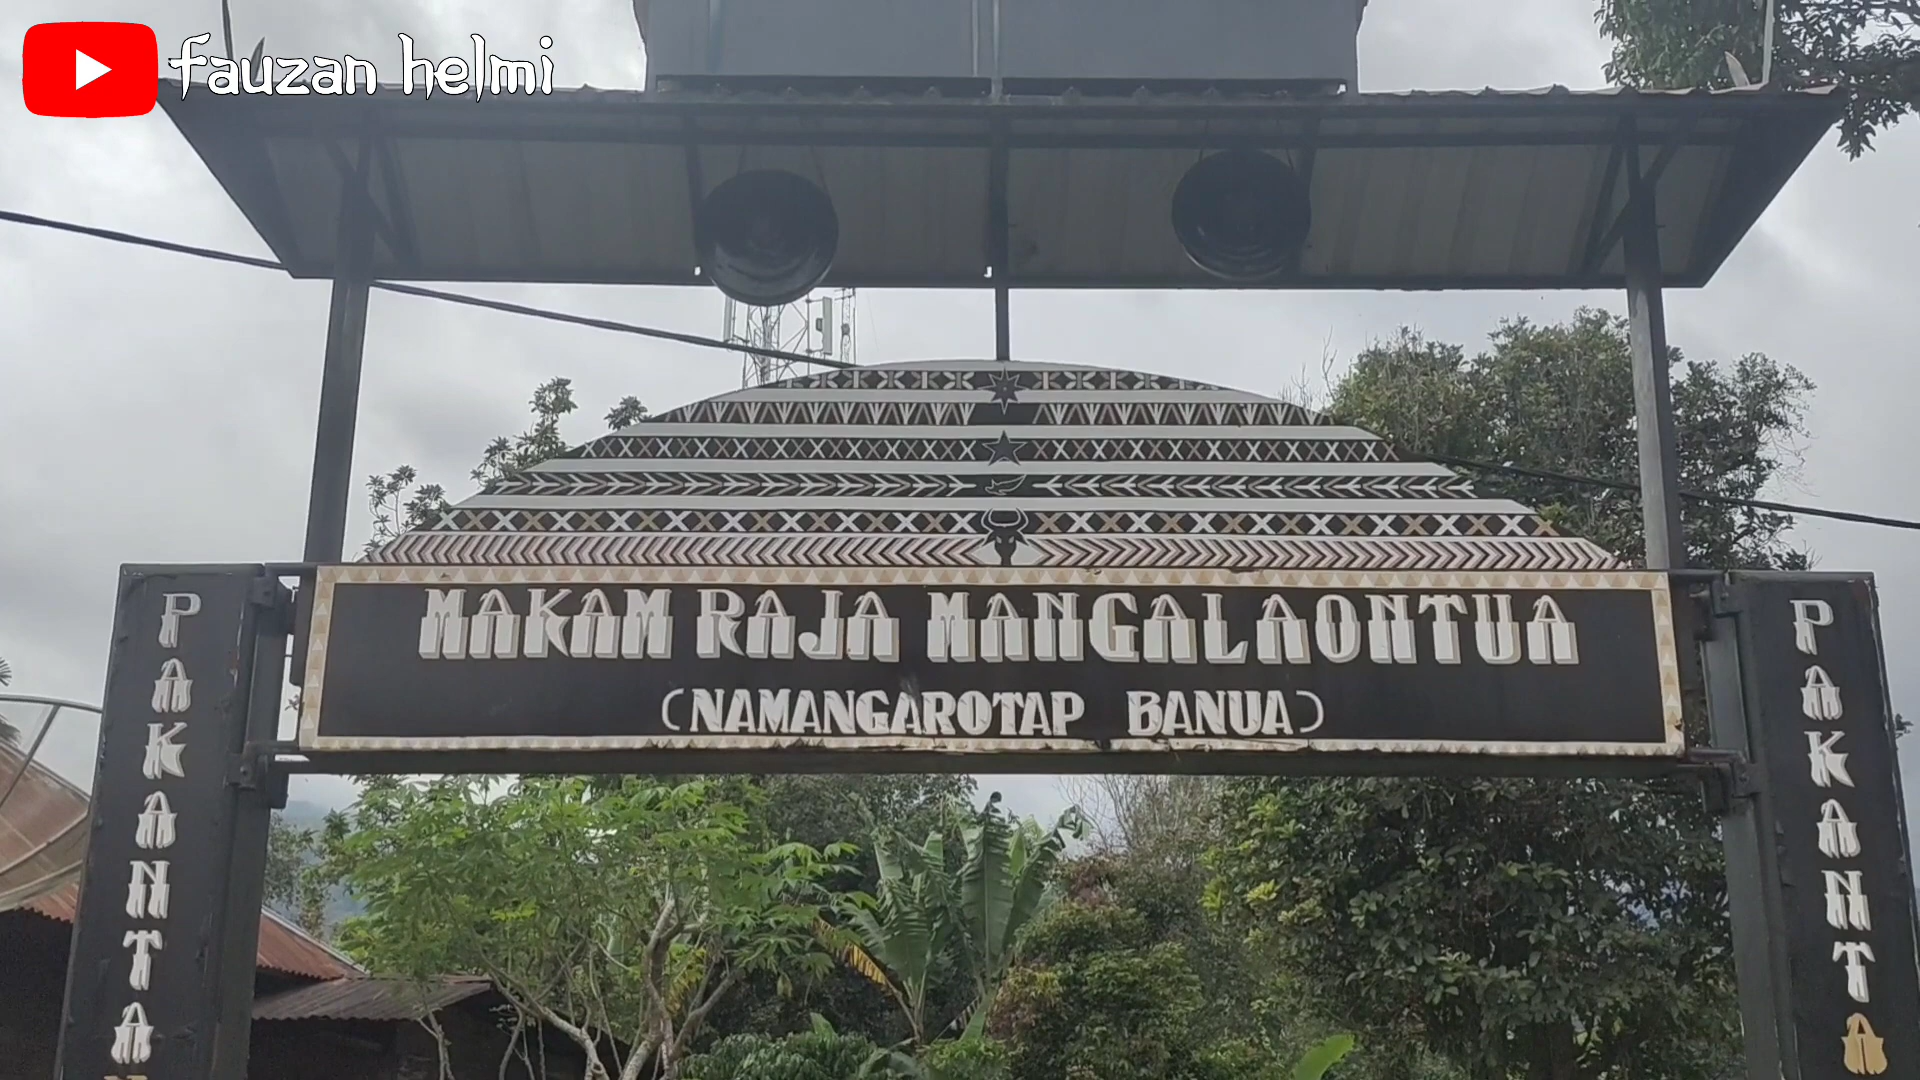 fauzan helmi
MAKAM RAJA MANGALAONTUA
(NAMANGAROTAP BANUA)
PAKANTA
PAKANTA